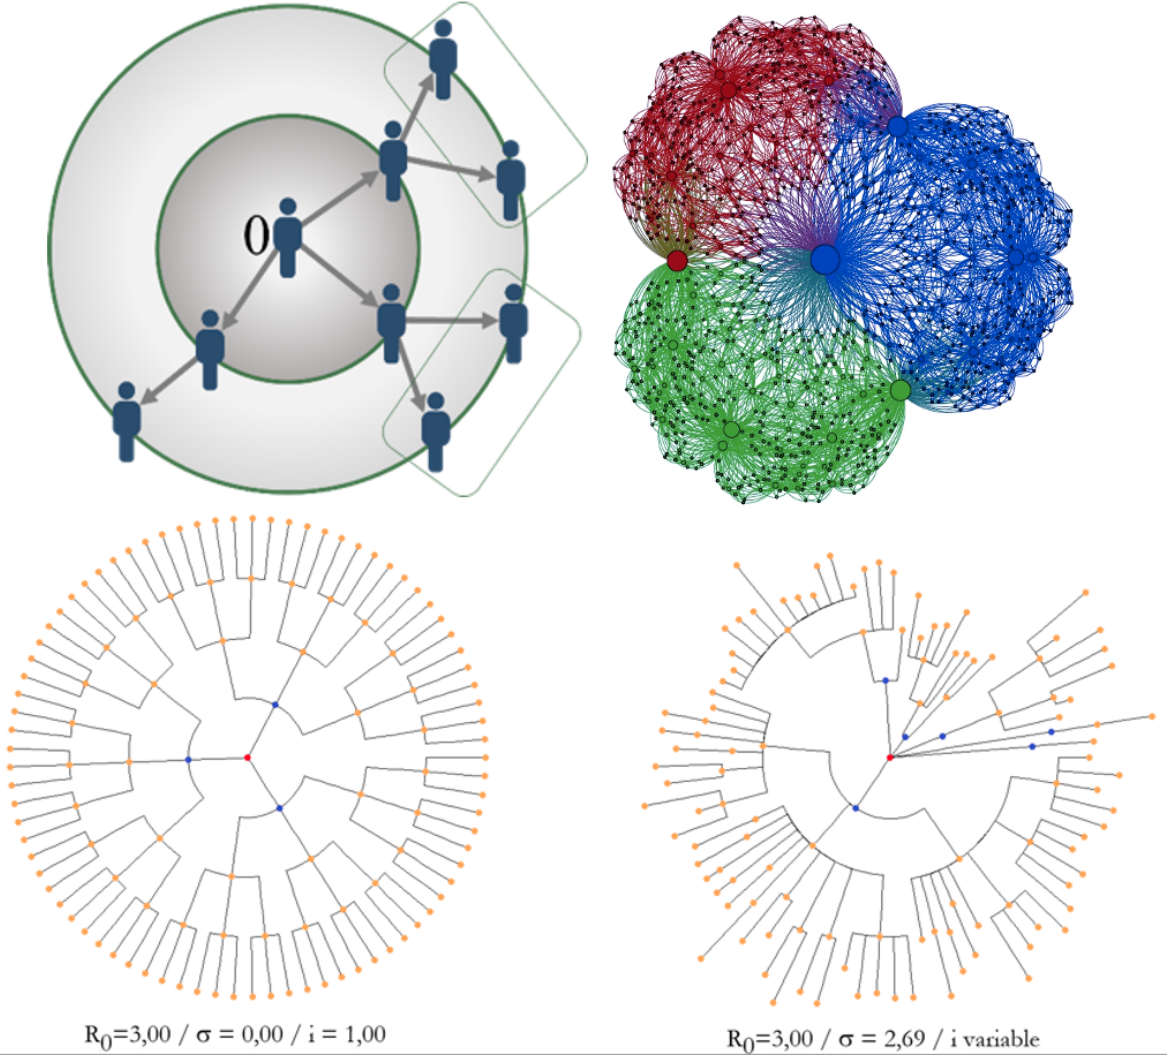 0
R0=3,00 / σ = 0,00 / i = 1,00
R0=3,00 / σ = 2,69 / i variable